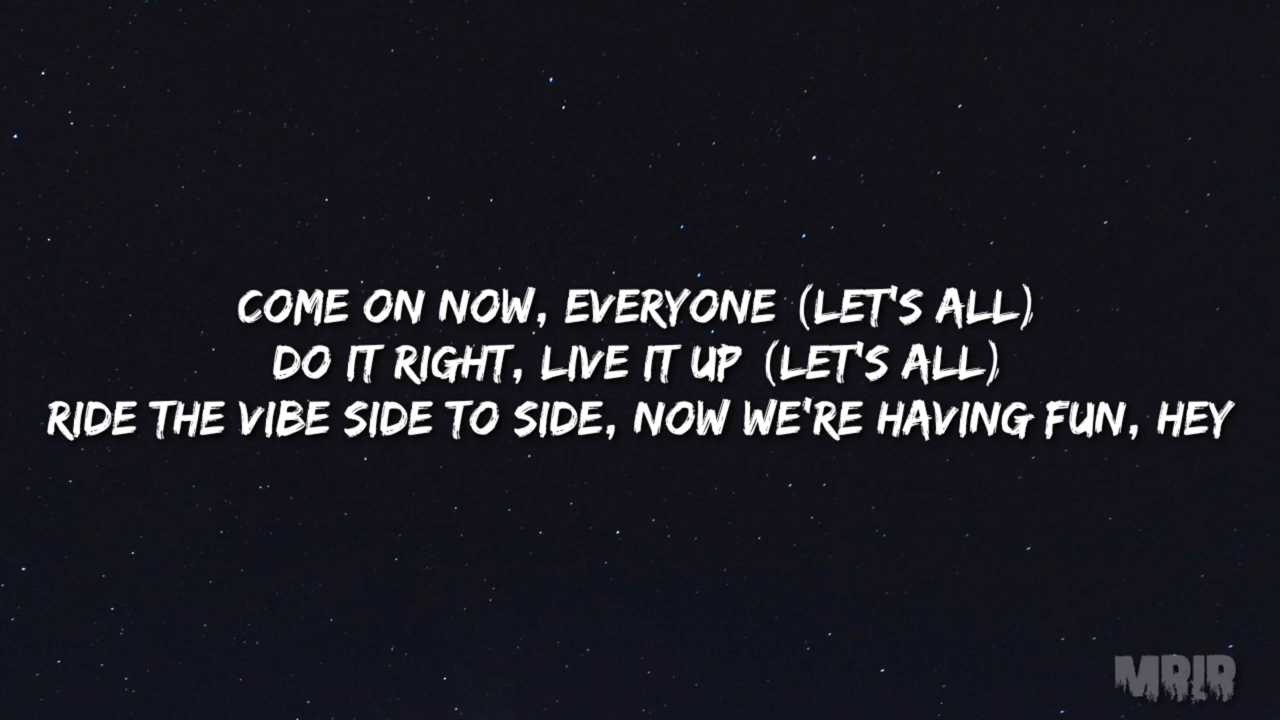 COME ON NOW, EVERYONE (LET'S ALL)
DO IT RIGHT, LIVE IT UP (LET'S ALL)
RIDE THE VIBE SIDE TO SIDE, NOW WE'RE HAVING FUN, HEY
MRLR